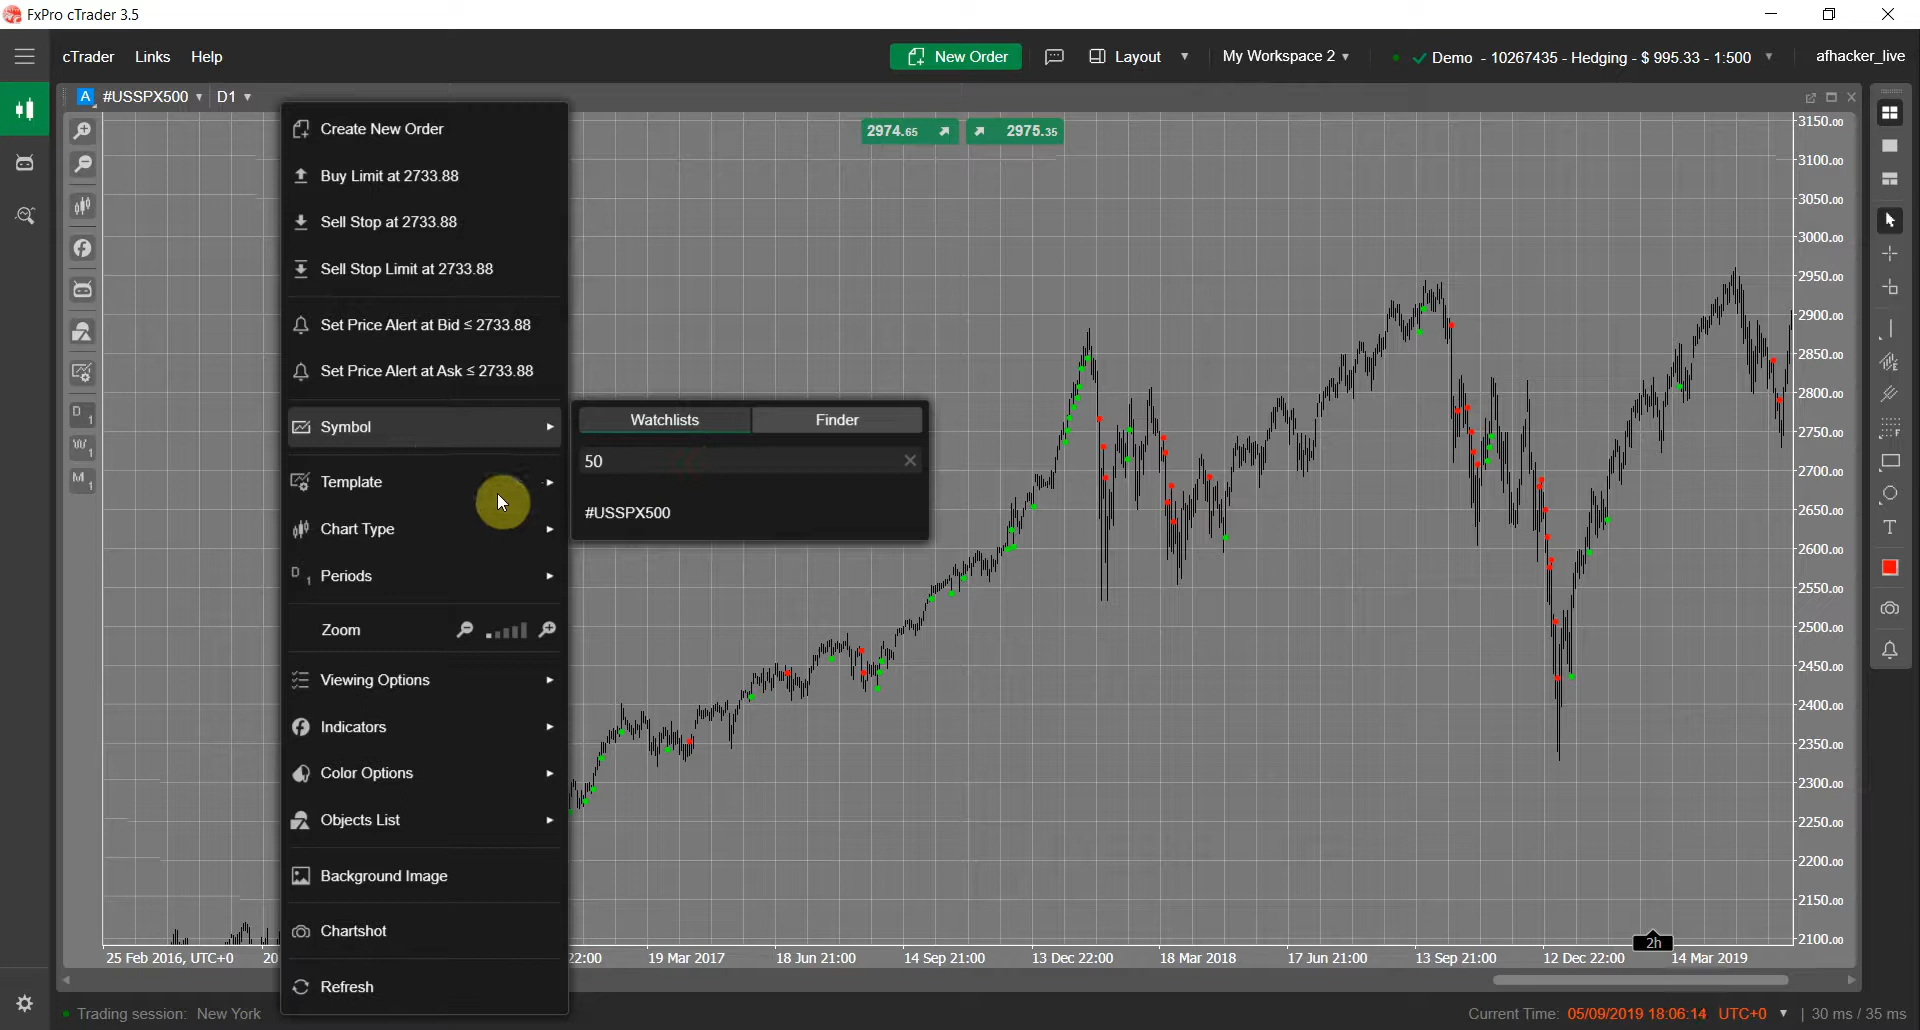 FxPro cTrader 3.5
cTrader Links Help
New Order
Layout
My Workspace 2
Demo - 10267435 - Hedging - $ 995.33 - 1:500
afhacker_live
A #USSPX500 D1
2974.65
2975.35
Create New Order
Buy Limit at 2733.88
Sell Stop at 2733.88
Sell Stop Limit at 2733.88
Set Price Alert at Bid ≤ 2733.88
Set Price Alert at Ask ≤ 2733.88
Symbol
Template
Chart Type
D 1 Periods
Zoom
Viewing Options
Indicators
Color Options
Objects List
Background Image
Chartshot
Refresh
Watchlists Finder
50
#USSPX500
D 1
W 1
M 1
T
3150.00
3100.00
3050.00
3000.00
2950.00
2900.00
2850.00
2800.00
2750.00
2700.00
2650.00
2600.00
2550.00
2500.00
2450.00
2400.00
2350.00
2300.00
2250.00
2200.00
2150.00
2100.00
2h
25 Feb 2016, UTC+0 20 22:00 19 Mar 2017 18 Jun 21:00 14 Sep 21:00 13 Dec 22:00 18 Mar 2018 17 Jun 21:00 13 Sep 21:00 12 Dec 22:00 14 Mar 2019
Trading session: New York
Current Time: 05/09/2019 18:06:14 UTC+0 | 30 ms / 35 ms